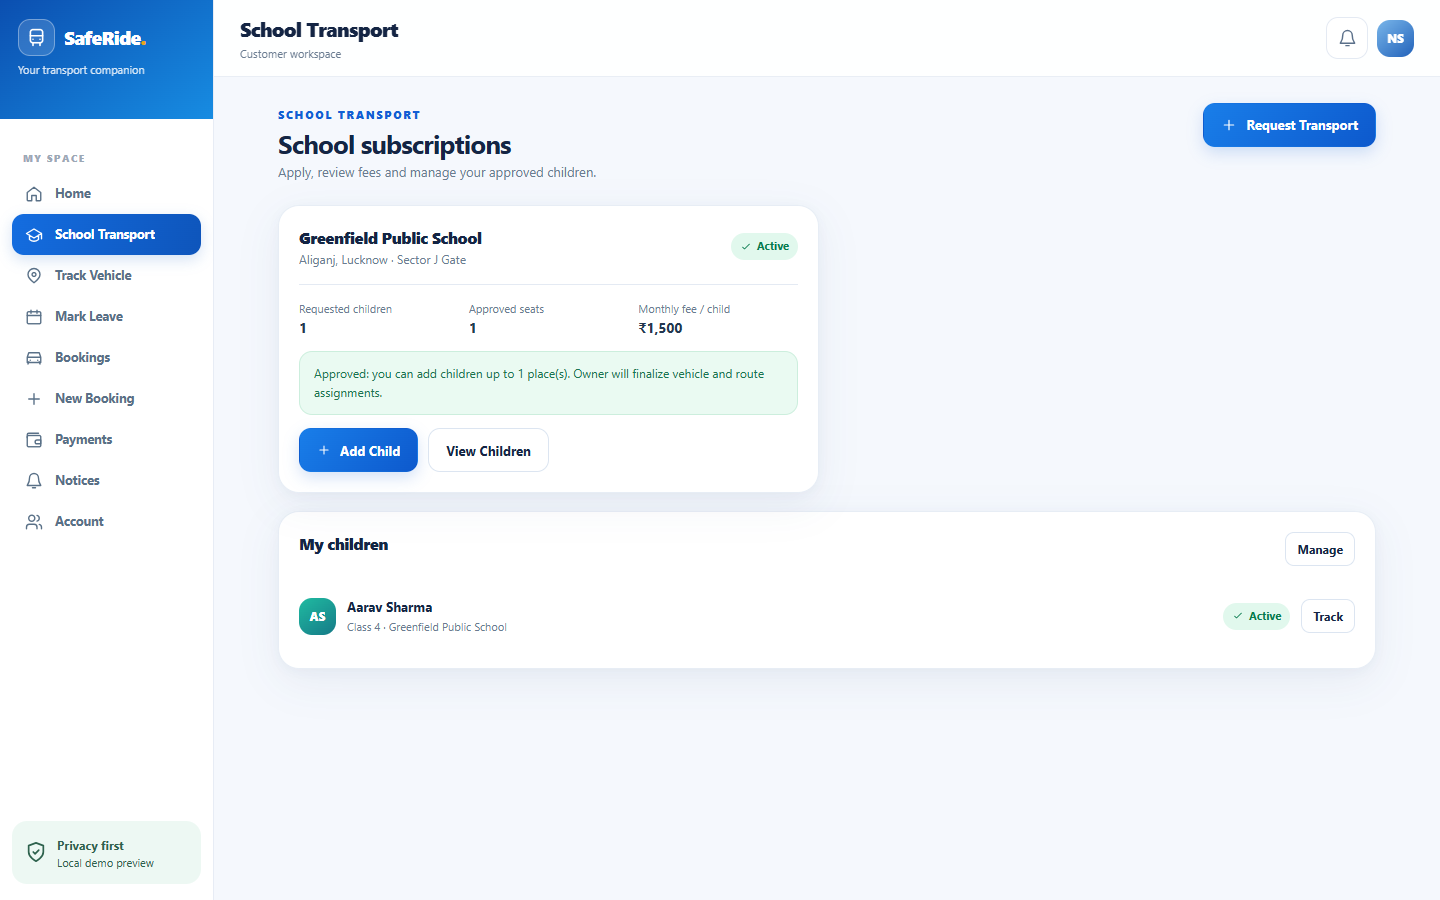 SafeRide.
Your transport companion
MY SPACE
Home
School Transport
Track Vehicle
Mark Leave
Bookings
New Booking
Payments
Notices
Account
Privacy first
Local demo preview
School Transport
Customer workspace
NS
SCHOOL TRANSPORT
School subscriptions
Apply, review fees and manage your approved children.
Request Transport
Greenfield Public School
Aliganj, Lucknow · Sector J Gate
Active
Requested children
1
Approved seats
1
Monthly fee / child
₹1,500
Approved: you can add children up to 1 place(s). Owner will finalize vehicle and route
assignments.
Add Child
View Children
My children
Manage
AS
Aarav Sharma
Class 4 · Greenfield Public School
Active
Track